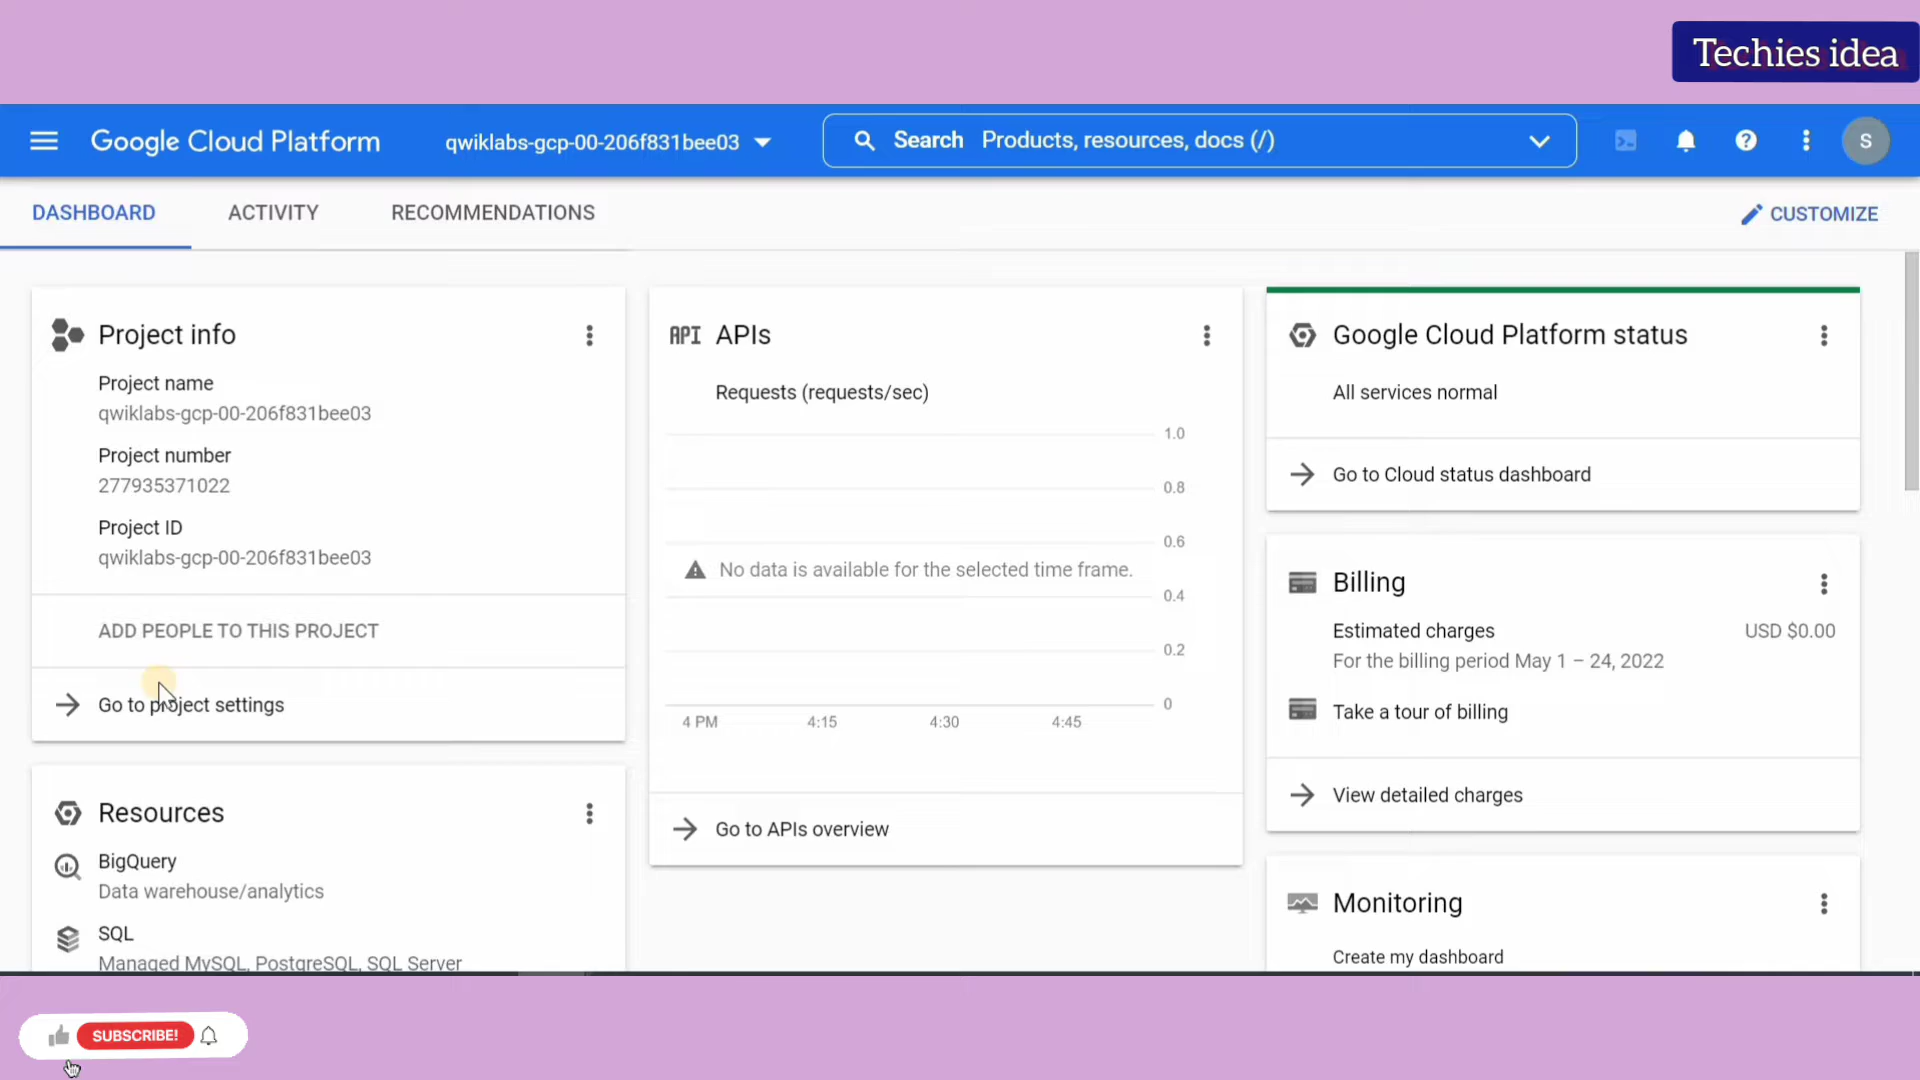 Techies idea
Google Cloud Platform
qwiklabs-gcp-00-206f831bee03
Search Products, resources, docs (/)
S
DASHBOARD
ACTIVITY
RECOMMENDATIONS
CUSTOMIZE
Project info
Project name
qwiklabs-gcp-00-206f831bee03
Project number
277935371022
Project ID
qwiklabs-gcp-00-206f831bee03
ADD PEOPLE TO THIS PROJECT
Go to project settings
Resources
BigQuery
Data warehouse/analytics
SQL
Managed MySQL, PostgreSQL, SQL Server
API APIs
Requests (requests/sec)
1.0
0.8
0.6
No data is available for the selected time frame.
0.4
0.2
0
4 PM 4:15 4:30 4:45
Go to APIs overview
Google Cloud Platform status
All services normal
Go to Cloud status dashboard
Billing
Estimated charges USD $0.00
For the billing period May 1 – 24, 2022
Take a tour of billing
View detailed charges
Monitoring
Create my dashboard
SUBSCRIBE!